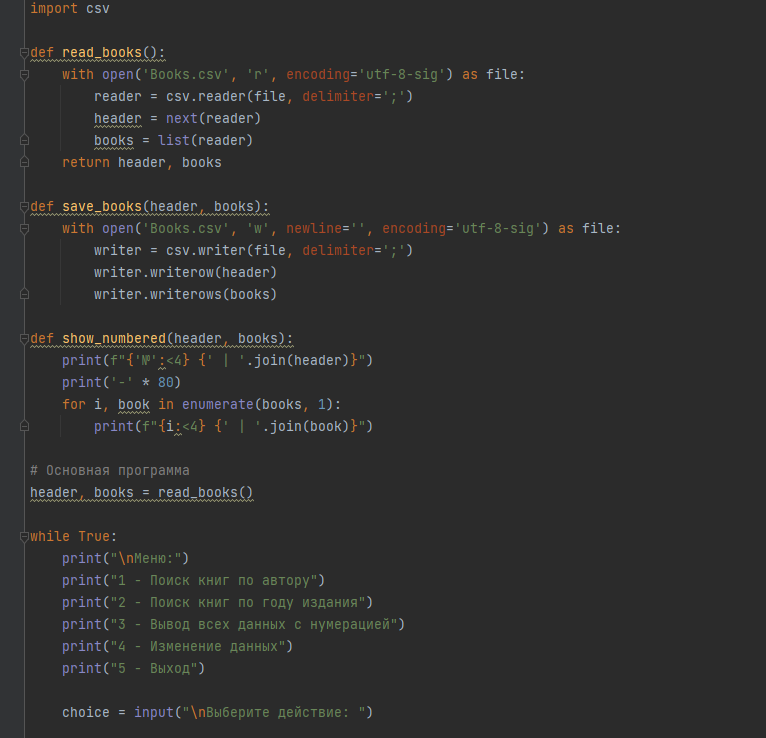 import csv

def read_books():
    with open('Books.csv', 'r', encoding='utf-8-sig') as file:
        reader = csv.reader(file, delimiter=';')
        header = next(reader)
        books = list(reader)
    return header, books

def save_books(header, books):
    with open('Books.csv', 'w', newline='', encoding='utf-8-sig') as file:
        writer = csv.writer(file, delimiter=';')
        writer.writerow(header)
        writer.writerows(books)

def show_numbered(header, books):
    print(f"{'№':<4} {' | '.join(header)}")
    print('-' * 80)
    for i, book in enumerate(books, 1):
        print(f"{i:<4} {' | '.join(book)}")

# Основная программа
header, books = read_books()

while True:
    print("\nМеню:")
    print("1 - Поиск книг по автору")
    print("2 - Поиск книг по году издания")
    print("3 - Вывод всех данных с нумерацией")
    print("4 - Изменение данных")
    print("5 - Выход")

    choice = input("\nВыберите действие: ")